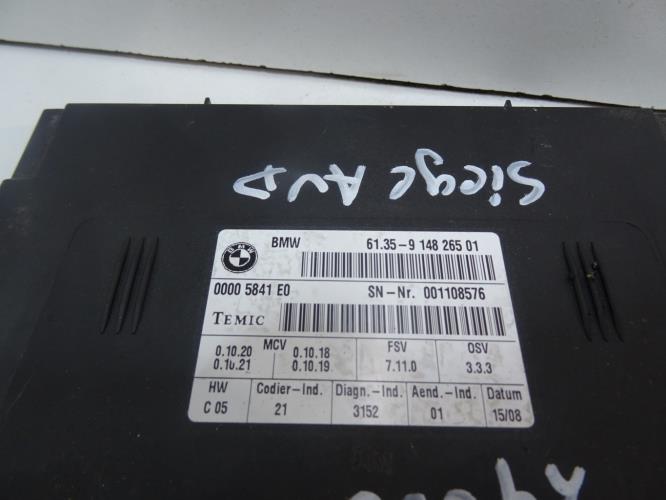 Siege AVD
BMW 61.35-9 148 265 01
0000 5841 E0 SN-Nr. 001108576
TEMIC
MCV FSV OSV
0.10.20 0.10.18
0.10.21 0.10.19 7.11.0 3.3.3
HW Codier-Ind. Diagn.-Ind. Aend.-Ind. Datum
C 05 21 3152 01 15/08